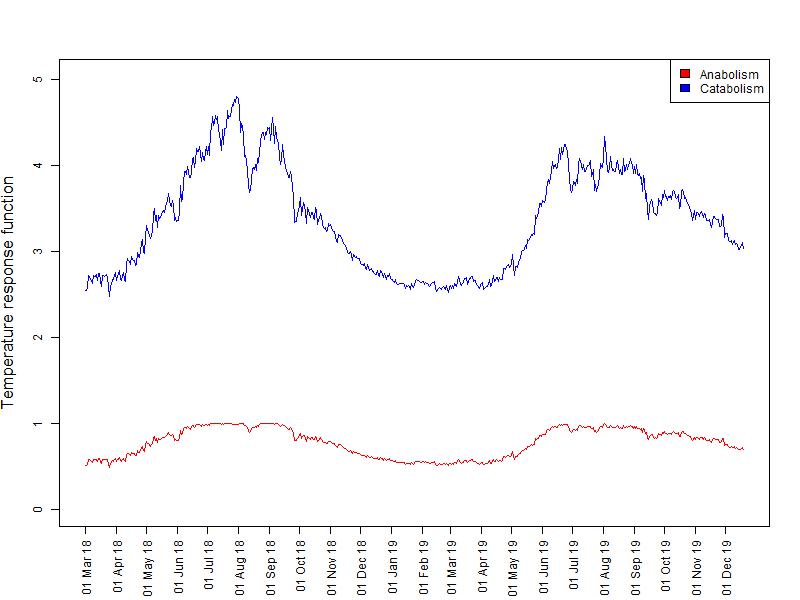 Anabolism
Catabolism
Temperature response function
5
4
3
2
1
0
01 Mar 18
01 Apr 18
01 May 18
01 Jun 18
01 Jul 18
01 Aug 18
01 Sep 18
01 Oct 18
01 Nov 18
01 Dec 18
01 Jan 19
01 Feb 19
01 Mar 19
01 Apr 19
01 May 19
01 Jun 19
01 Jul 19
01 Aug 19
01 Sep 19
01 Oct 19
01 Nov 19
01 Dec 19